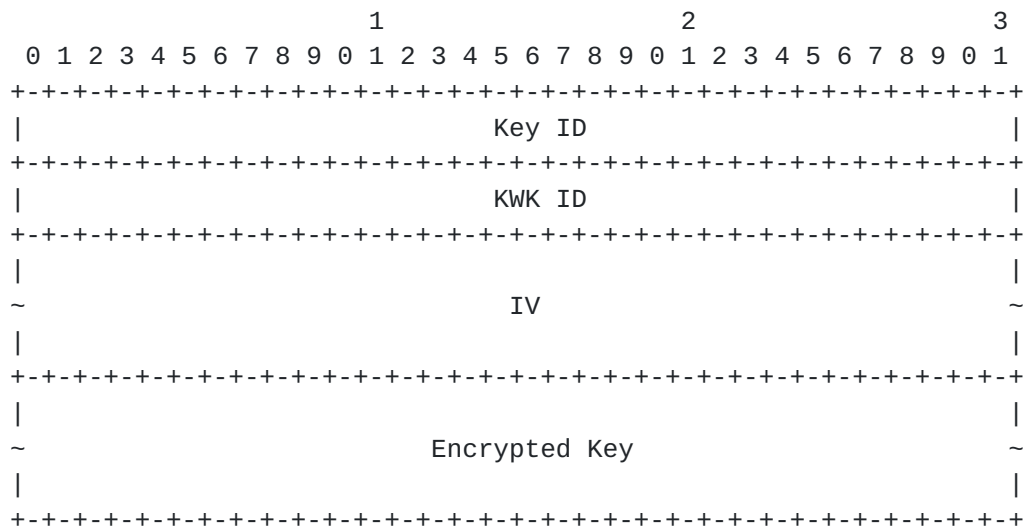 1                   2                   3
 0 1 2 3 4 5 6 7 8 9 0 1 2 3 4 5 6 7 8 9 0 1 2 3 4 5 6 7 8 9 0 1
+-+-+-+-+-+-+-+-+-+-+-+-+-+-+-+-+-+-+-+-+-+-+-+-+-+-+-+-+-+-+-+-+
|                              Key ID                           |
+-+-+-+-+-+-+-+-+-+-+-+-+-+-+-+-+-+-+-+-+-+-+-+-+-+-+-+-+-+-+-+-+
|                              KWK ID                           |
+-+-+-+-+-+-+-+-+-+-+-+-+-+-+-+-+-+-+-+-+-+-+-+-+-+-+-+-+-+-+-+-+
|                                                               |
~                               IV                              ~
|                                                               |
+-+-+-+-+-+-+-+-+-+-+-+-+-+-+-+-+-+-+-+-+-+-+-+-+-+-+-+-+-+-+-+-+
|                                                               |
~                          Encrypted Key                        ~
|                                                               |
+-+-+-+-+-+-+-+-+-+-+-+-+-+-+-+-+-+-+-+-+-+-+-+-+-+-+-+-+-+-+-+-+